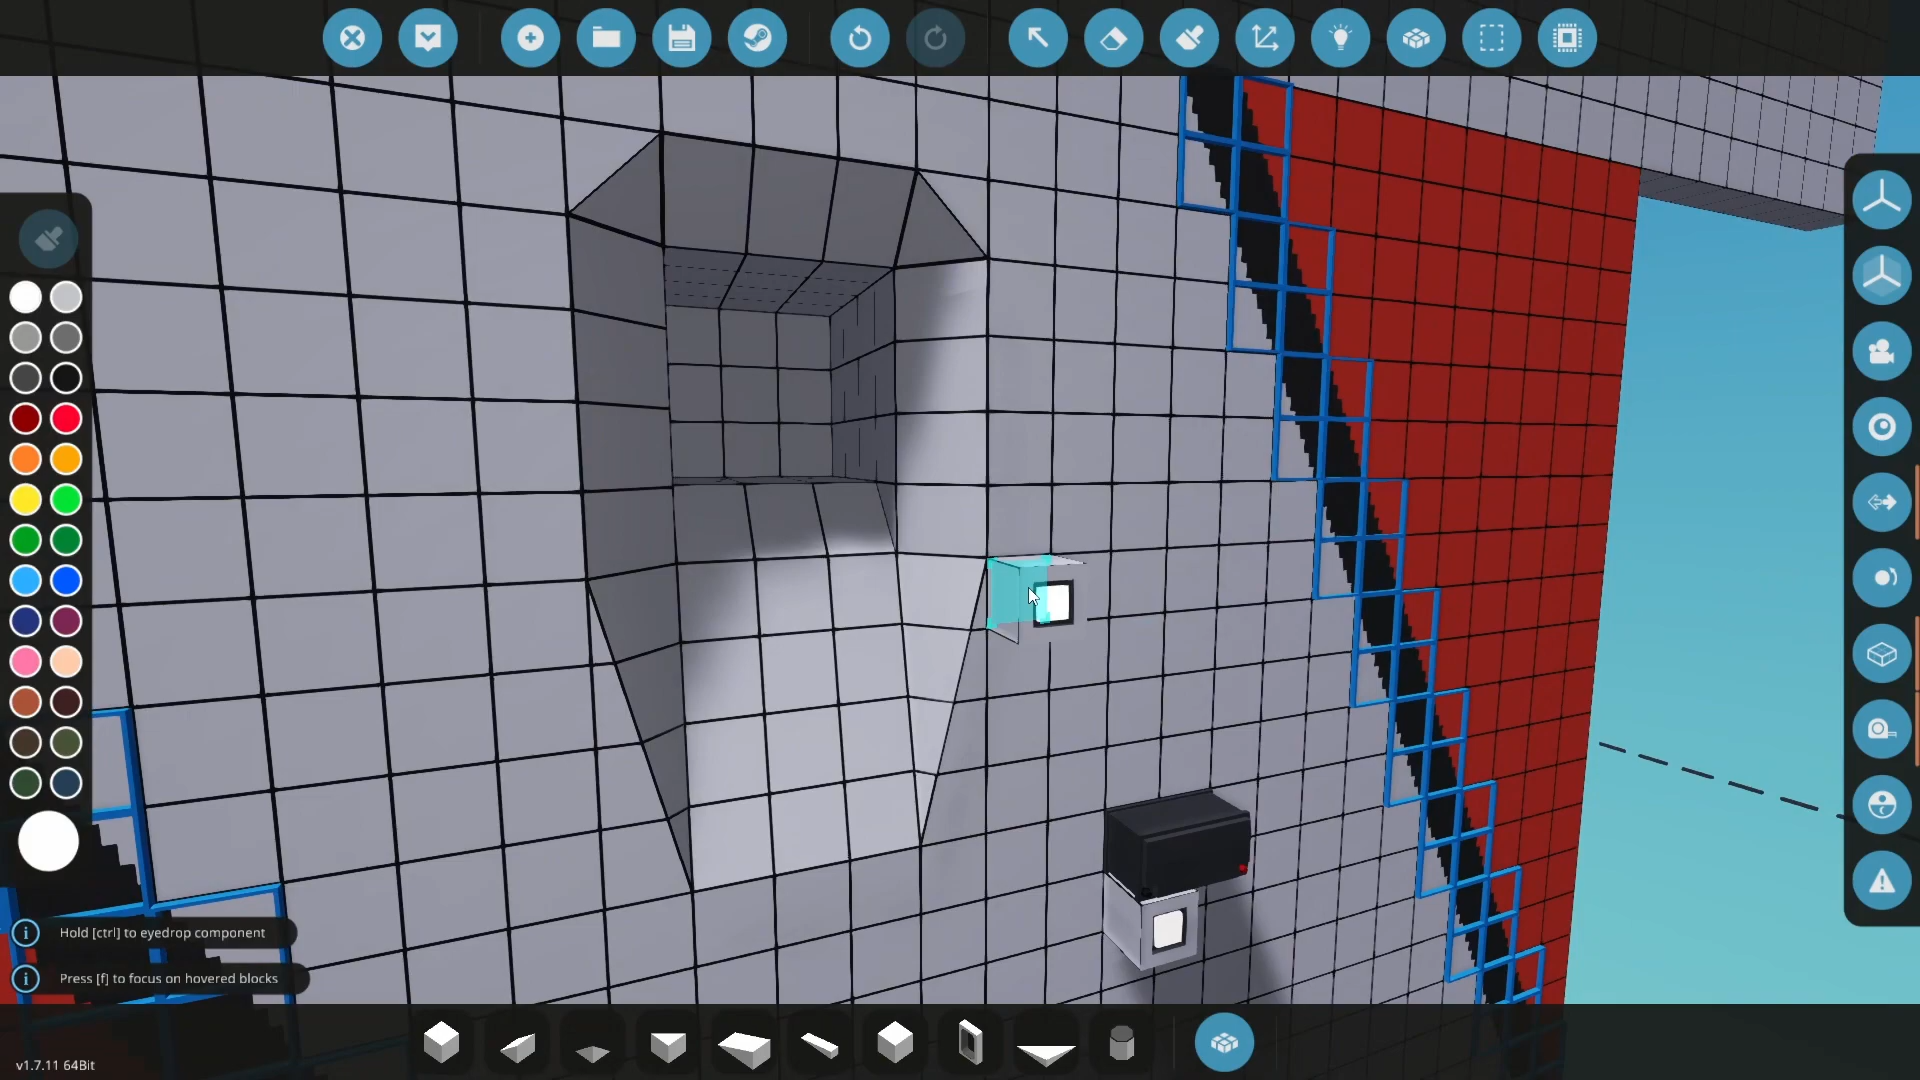 Hold [ctrl] to eyedrop component
Press [f] to focus on hovered blocks
v1.7.11 64Bit